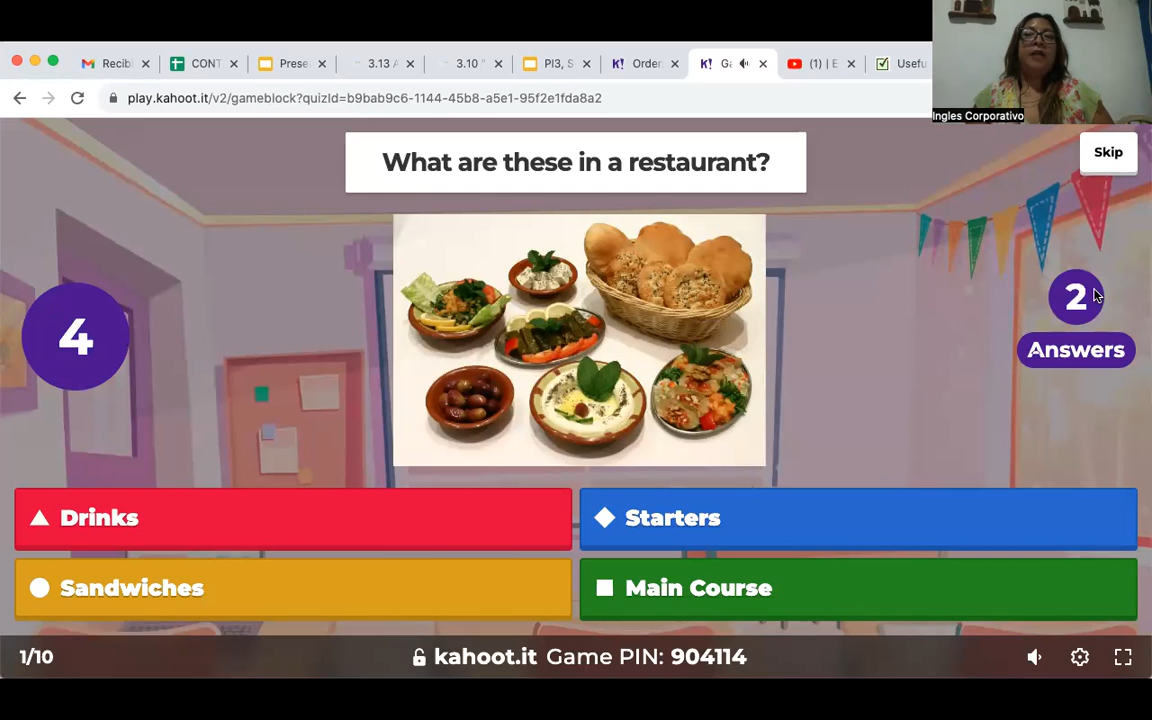 Recibi
CONT
Prese
3.13 A
3.10 "
PI3, S
K! Order
K! Ga
(1) | E
Usefu
play.kahoot.it/v2/gameblock?quizId=b9bab9c6-1144-45b8-a5e1-95f2e1fda8a2
Ingles Corporativo
What are these in a restaurant?
Skip
4
2
Answers
Drinks
Starters
Sandwiches
Main Course
1/10
kahoot.it Game PIN: 904114